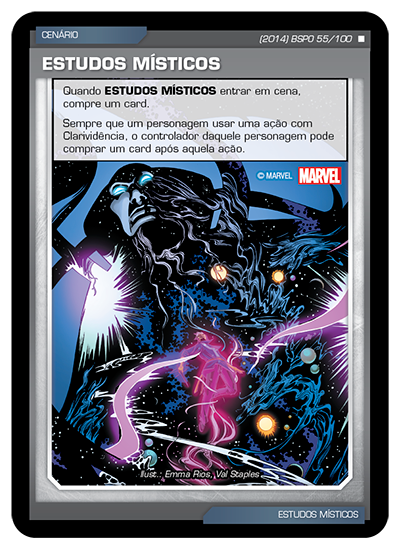 CENÁRIO
(2014) BSPO 55/100
ESTUDOS MÍSTICOS
Quando ESTUDOS MÍSTICOS entrar em cena,
compre um card.
Sempre que um personagem usar uma ação com
Clarividência, o controlador daquele personagem pode
comprar um card após aquela ação.
© MARVEL MARVEL
Ilust.: Emma Rios, Val Staples
ESTUDOS MÍSTICOS